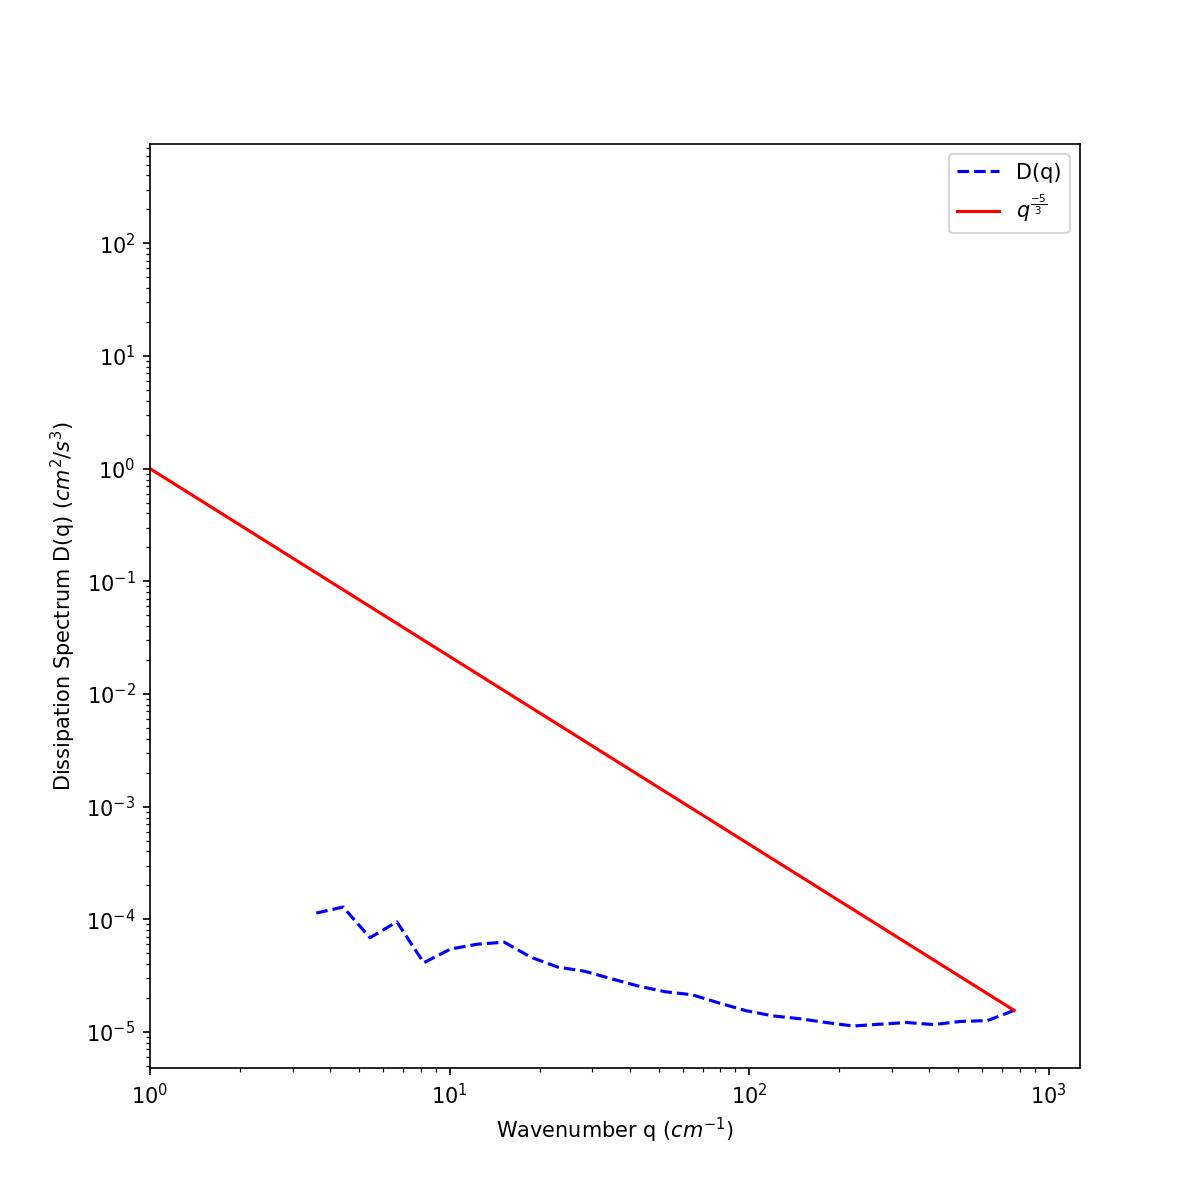 D(q)
q^{\frac{-5}{3}}
10^2
10^1
10^0
10^{-1}
10^{-2}
10^{-3}
10^{-4}
10^{-5}
Dissipation Spectrum D(q) (cm^2/s^3)
10^0 10^1 10^2 10^3
Wavenumber q (cm^{-1})